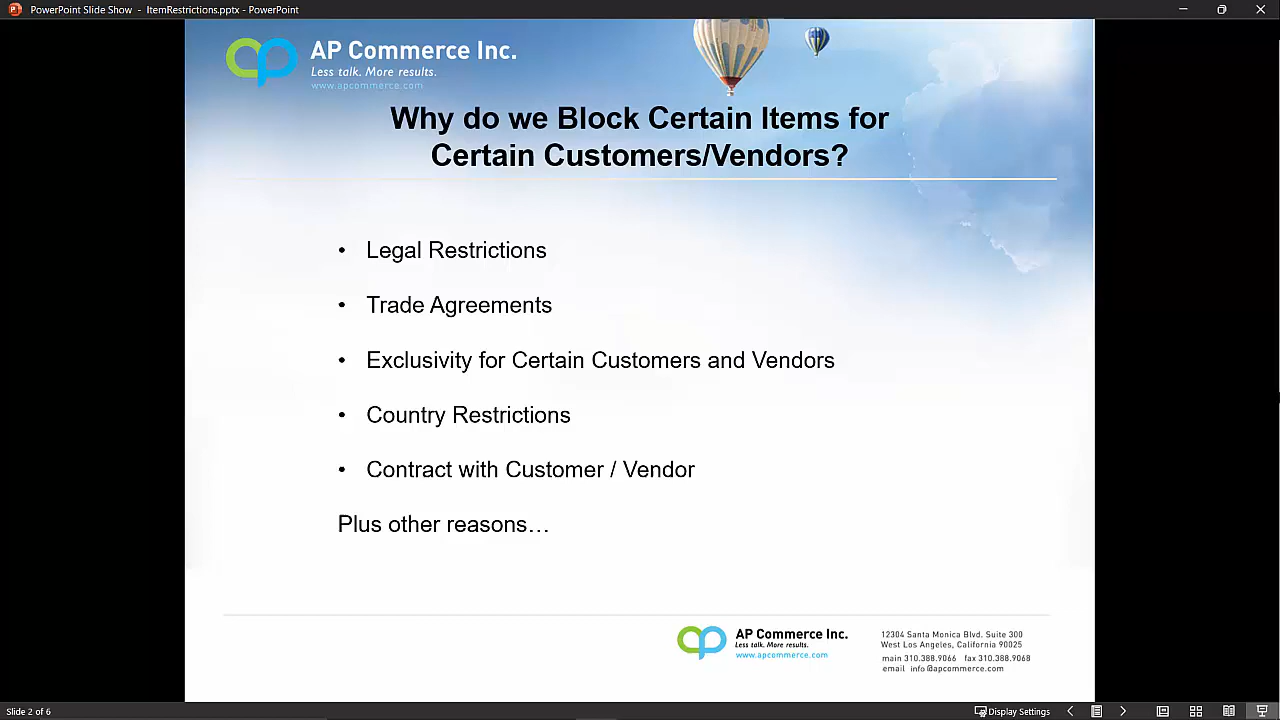 PowerPoint Slide Show - ItemRestrictions.pptx - PowerPoint
AP Commerce Inc.
Less talk. More results.
www.apcommerce.com
Why do we Block Certain Items for
Certain Customers/Vendors?
• Legal Restrictions
• Trade Agreements
• Exclusivity for Certain Customers and Vendors
• Country Restrictions
• Contract with Customer / Vendor
Plus other reasons…
AP Commerce Inc.
Less talk. More results.
www.apcommerce.com
12304 Santa Monica Blvd. Suite 300
West Los Angeles, California 90025
main 310.388.9066 fax 310.388.9068
email info@apcommerce.com
Slide 2 of 6
Display Settings